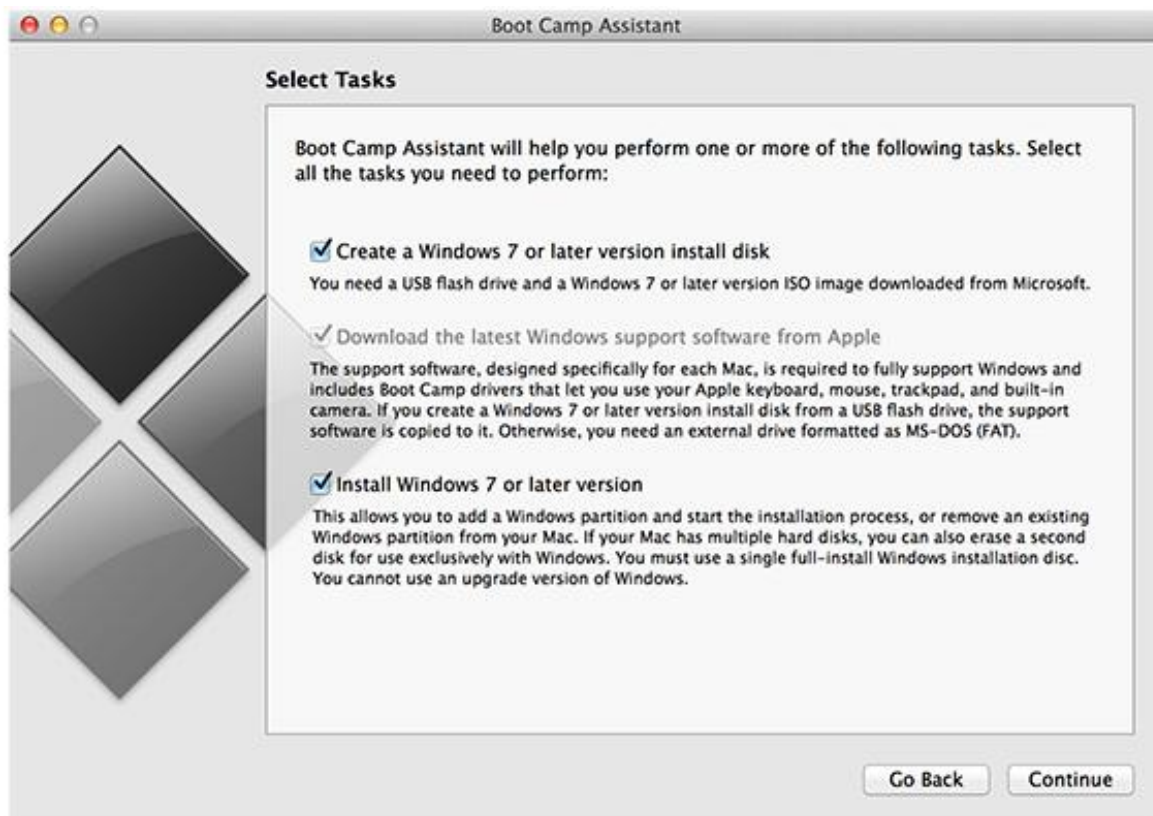 Boot Camp Assistant
Select Tasks
Boot Camp Assistant will help you perform one or more of the following tasks. Select
all the tasks you need to perform:
Create a Windows 7 or later version install disk
You need a USB flash drive and a Windows 7 or later version ISO image downloaded from Microsoft.
Download the latest Windows support software from Apple
The support software, designed specifically for each Mac, is required to fully support Windows and
includes Boot Camp drivers that let you use your Apple keyboard, mouse, trackpad, and built-in
camera. If you create a Windows 7 or later version install disk from a USB flash drive, the support
software is copied to it. Otherwise, you need an external drive formatted as MS-DOS (FAT).
Install Windows 7 or later version
This allows you to add a Windows partition and start the installation process, or remove an existing
Windows partition from your Mac. If your Mac has multiple hard disks, you can also erase a second
disk for use exclusively with Windows. You must use a single full-install Windows installation disc.
You cannot use an upgrade version of Windows.
Go Back
Continue